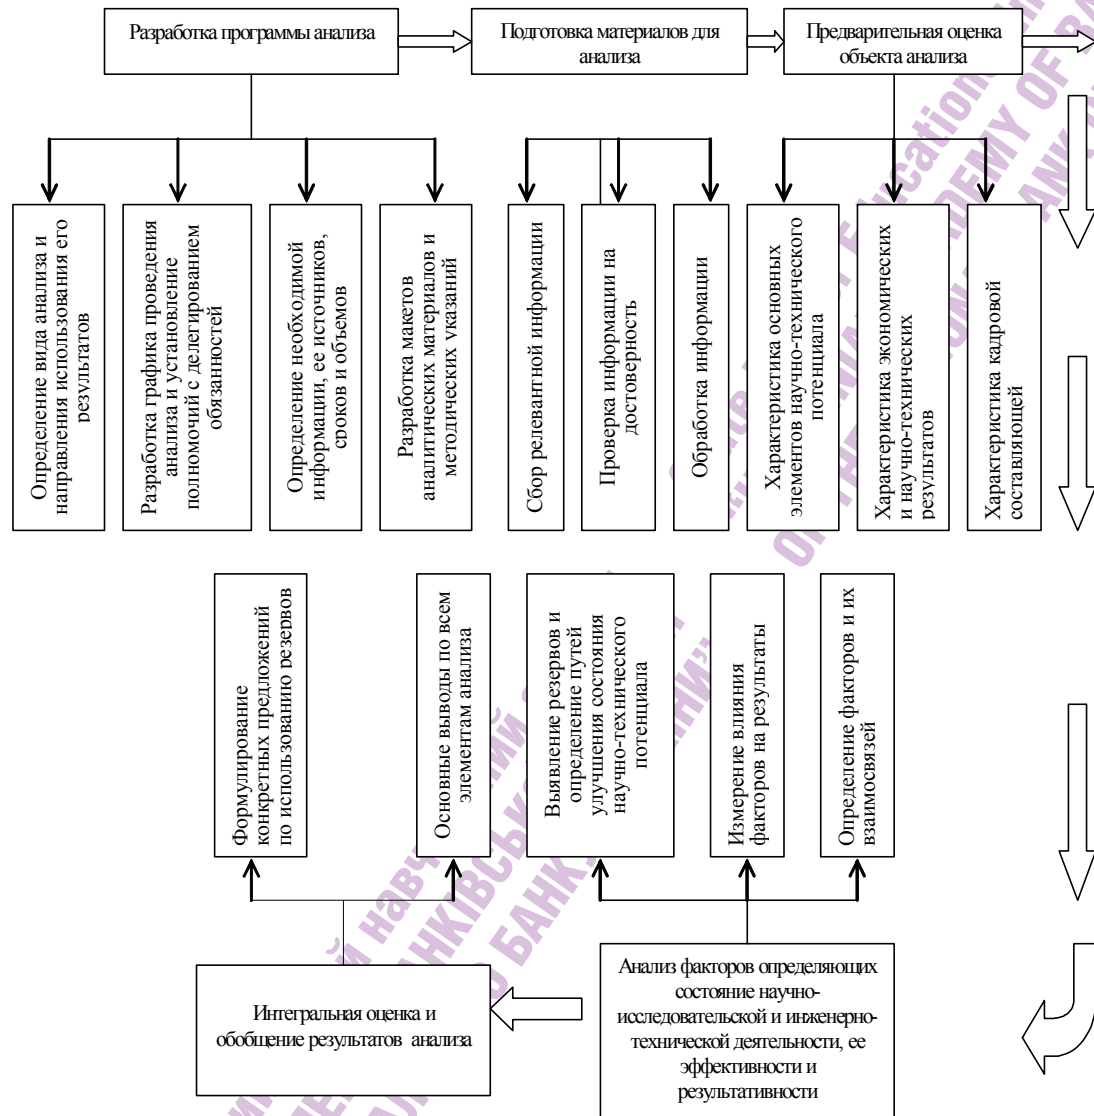 Разработка программы анализа
Подготовка материалов для
анализа
Предварительная оценка
объекта анализа
Определение вида анализа и
направления использования его
результатов
Разработка графика проведения
анализа и установление
полномочий с делегированием
обязанностей
Определение необходимой
информации, ее источников,
сроков и объемов
Разработка макетов
аналитических материалов и
методических указаний
Сбор релевантной информации
Проверка информации на
достоверность
Обработка информации
Характеристика основных
элементов научно-технического
потенциала
Характеристика экономических
и научно-технических
результатов
Характеристика кадровой
составляющей
Формулирование
конкретных предложений
по использованию резервов
Основные выводы по всем
элементам анализа
Выявление резервов и
определение путей
улучшения состояния
научно-технического
потенциала
Измерение влияния
факторов на результаты
Определение факторов и их
взаимосвязей
Интегральная оценка и
обобщение результатов анализа
Анализ факторов определяющих
состояние научно-
исследовательской и инженерно-
технической деятельности, ее
эффективности и
результативности